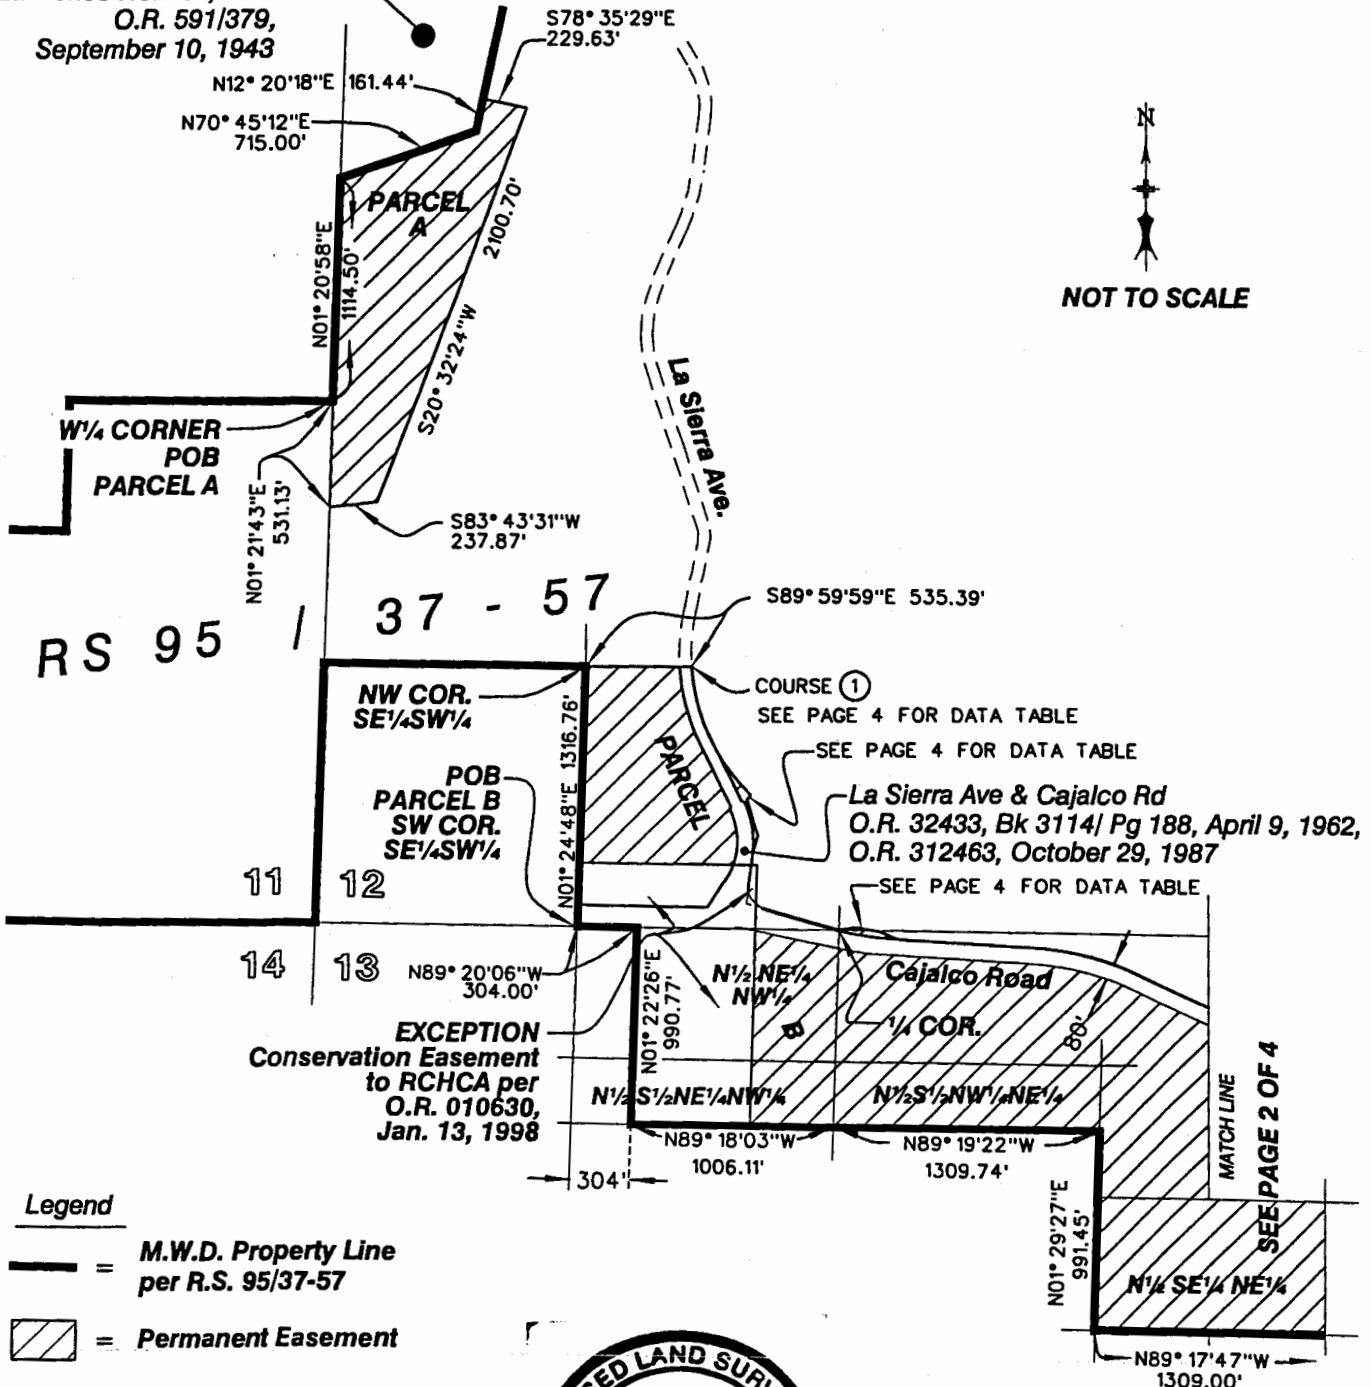 O.R. 591/379,
September 10, 1943
S78° 35'29"E
229.63'
N12° 20'18"E 161.44'
N70° 45'12"E
715.00'
PARCEL
A
N01° 20'58"E
1114.50'
2100.70'
S20° 32'24"W
N
NOT TO SCALE
La Sierra Ave.
W¼ CORNER
POB
PARCEL A
N01° 21'43"E
531.13'
S83° 43'31"W
237.87'
RS 95 / 37 - 57
S89° 59'59"E 535.39'
NW COR.
SE¼SW¼
COURSE 1
SEE PAGE 4 FOR DATA TABLE
SEE PAGE 4 FOR DATA TABLE
N01° 24'48"E 1316.76'
PARCEL
POB
PARCEL B
SW COR.
SE¼SW¼
La Sierra Ave & Cajalco Rd
O.R. 32433, Bk 3114/ Pg 188, April 9, 1962,
O.R. 312463, October 29, 1987
SEE PAGE 4 FOR DATA TABLE
11 12
14 13
N89° 20'06"W
304.00'
N01° 22'26"E
990.77'
N½ NE¼
NW¼
B
Cajalco Road
¼ COR.
80'
EXCEPTION
Conservation Easement
to RCHCA per
O.R. 010630,
Jan. 13, 1998
N½S½NE¼NW¼
N½S½NW¼NE¼
N89° 18'03"W
1006.11'
N89° 19'22"W
1309.74'
304'
MATCH LINE
SEE PAGE 2 OF 4
N01° 29'27"E
991.45'
N½ SE¼ NE¼
N89° 17'47"W
1309.00'
Legend
= M.W.D. Property Line
per R.S. 95/37-57
= Permanent Easement
LAND